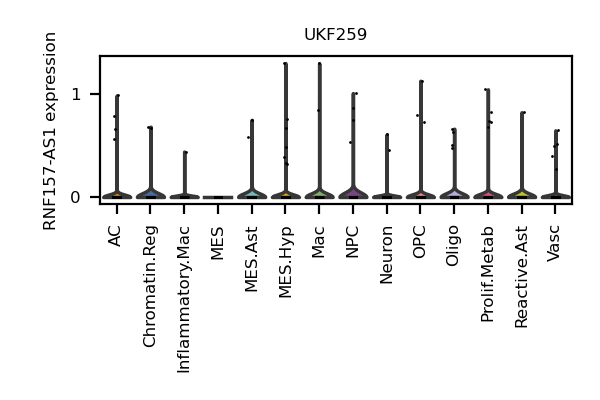 UKF259
RNF157-AS1 expression
1
0
AC
Chromatin.Reg
Inflammatory.Mac
MES
MES.Ast
MES.Hyp
Mac
NPC
Neuron
OPC
Oligo
Prolif.Metab
Reactive.Ast
Vasc